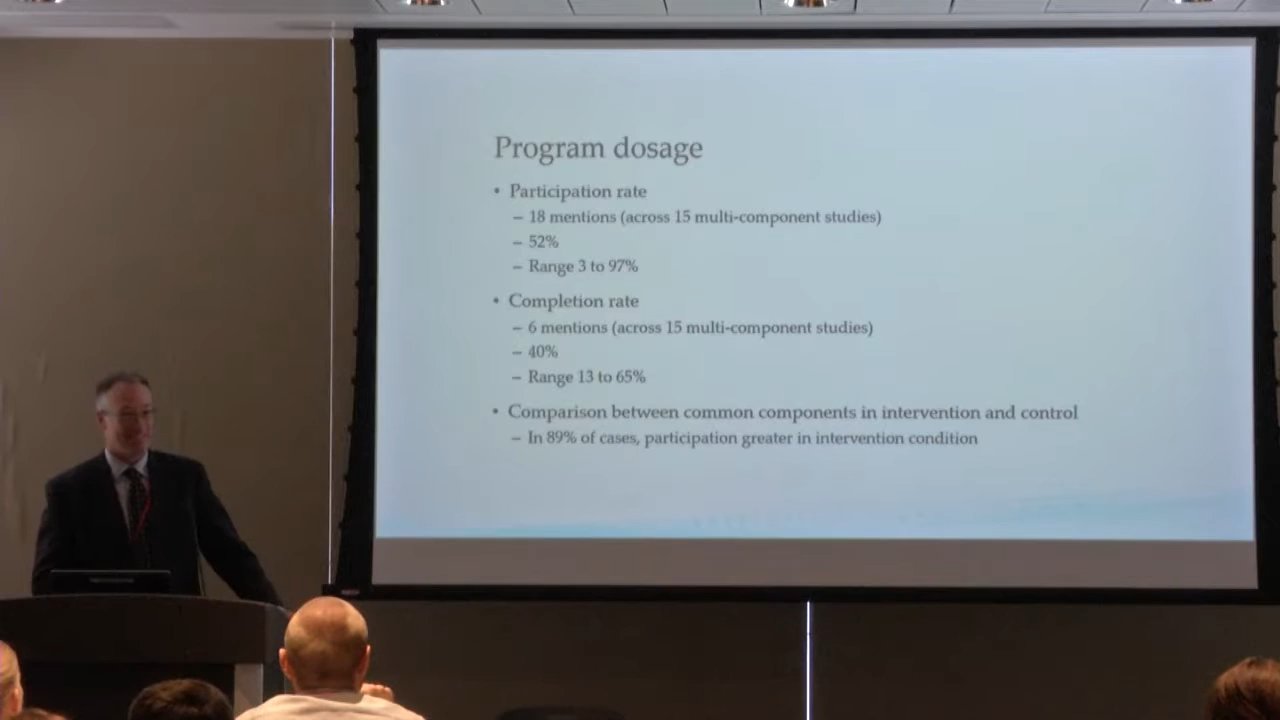 Program dosage
• Participation rate
– 18 mentions (across 15 multi-component studies)
– 52%
– Range 3 to 97%
• Completion rate
– 6 mentions (across 15 multi-component studies)
– 40%
– Range 13 to 65%
• Comparison between common components in intervention and control
– In 89% of cases, participation greater in intervention condition